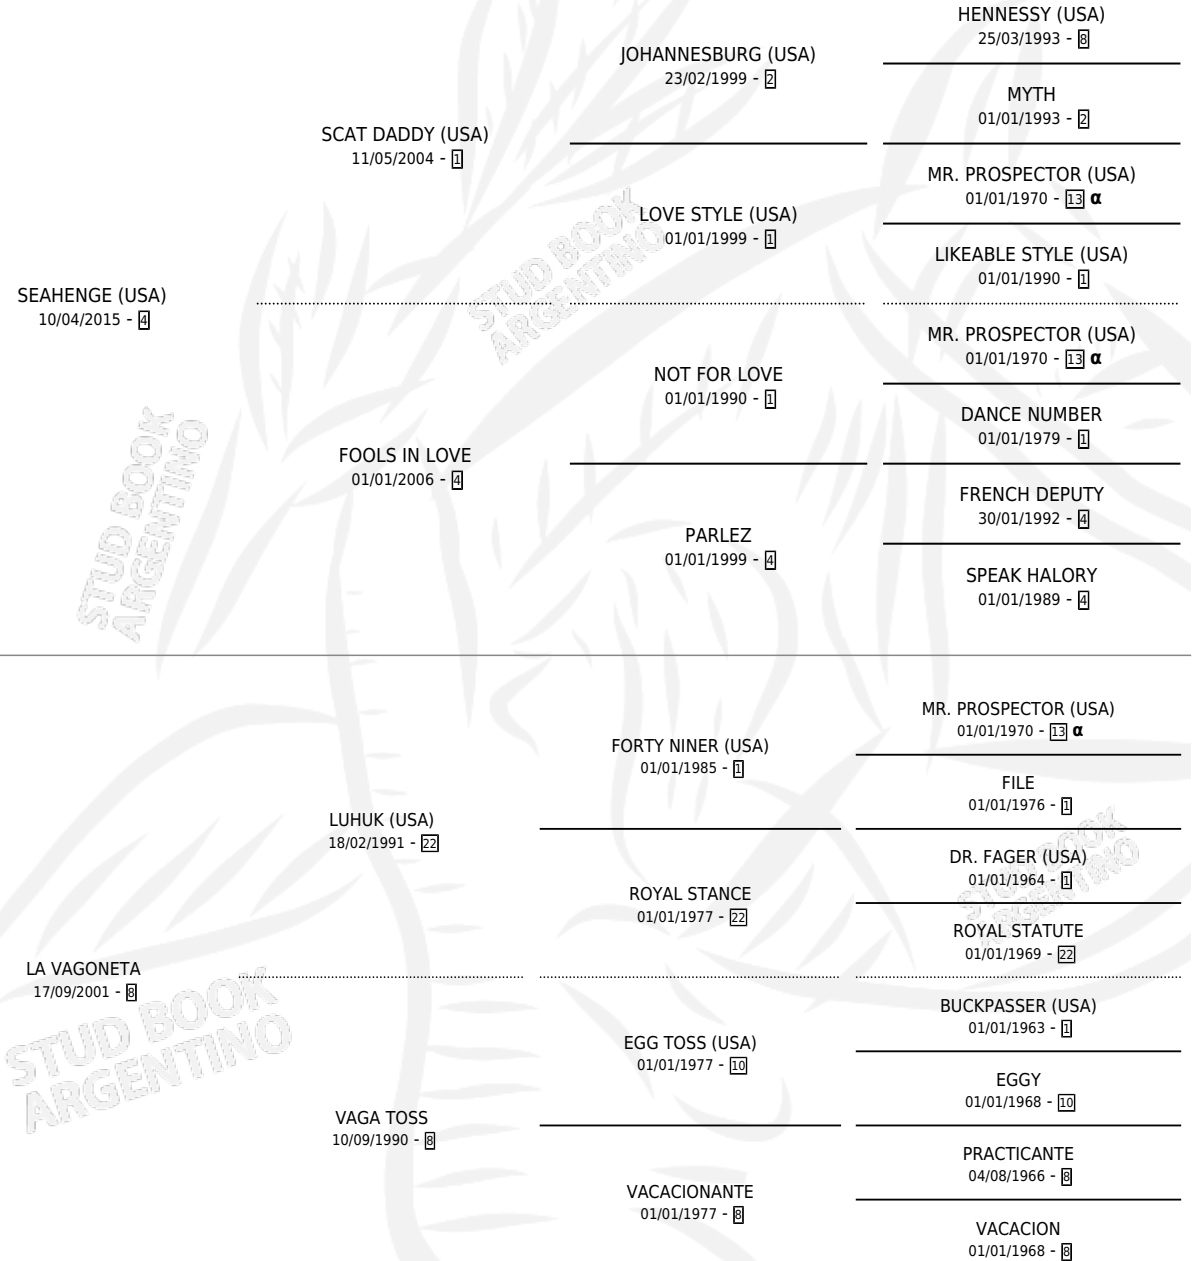 HENNESSY (USA)
25/03/1993 - 8
JOHANNESBURG (USA)
23/02/1999 - 2
MYTH
01/01/1993 - 2
SCAT DADDY (USA)
11/05/2004 - 1
MR. PROSPECTOR (USA)
01/01/1970 - 13 α
LOVE STYLE (USA)
01/01/1999 - 1
LIKEABLE STYLE (USA)
01/01/1990 - 1
SEAHENGE (USA)
10/04/2015 - 4
MR. PROSPECTOR (USA)
01/01/1970 - 13 α
NOT FOR LOVE
01/01/1990 - 1
DANCE NUMBER
01/01/1979 - 1
FOOLS IN LOVE
01/01/2006 - 4
FRENCH DEPUTY
30/01/1992 - 4
PARLEZ
01/01/1999 - 4
SPEAK HALORY
01/01/1989 - 4
MR. PROSPECTOR (USA)
01/01/1970 - 13 α
FORTY NINER (USA)
01/01/1985 - 1
FILE
01/01/1976 - 1
LUHUK (USA)
18/02/1991 - 22
DR. FAGER (USA)
01/01/1964 - 1
ROYAL STANCE
01/01/1977 - 22
ROYAL STATUTE
01/01/1969 - 22
LA VAGONETA
17/09/2001 - 8
BUCKPASSER (USA)
01/01/1963 - 1
EGG TOSS (USA)
01/01/1977 - 10
EGGY
01/01/1968 - 10
VAGA TOSS
10/09/1990 - 8
PRACTICANTE
04/08/1966 - 8
VACACIONANTE
01/01/1977 - 8
VACACION
01/01/1968 - 8
STUD BOOK
ARGENTINO
STUD BOOK
ARGENTINO
STUD BOOK
ARGENTINO
STUD BOOK
ARGENTINO